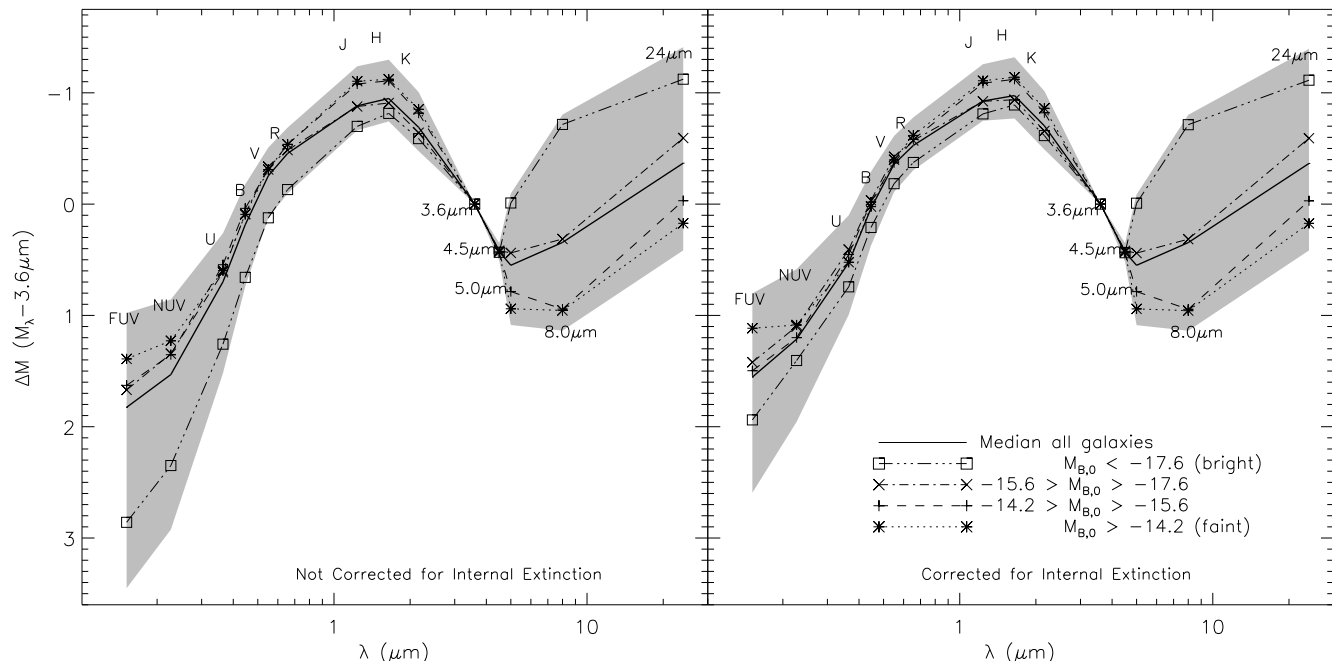 ΔM (Mλ−3.6μm)
−1
0
1
2
3
FUV
NUV
U
B
V
R
J
H
K
3.6μm
4.5μm
5.0μm
8.0μm
24μm
Not Corrected for Internal Extinction
1
10
λ (μm)
FUV
NUV
U
B
V
R
J
H
K
3.6μm
4.5μm
5.0μm
8.0μm
24μm
Median all galaxies
M_B,0 < −17.6 (bright)
−15.6 > M_B,0 > −17.6
−14.2 > M_B,0 > −15.6
M_B,0 > −14.2 (faint)
Corrected for Internal Extinction
1
10
λ (μm)